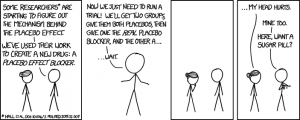 SOME RESEARCHERS* ARE
STARTING TO FIGURE OUT
THE MECHANISM BEHIND
THE PLACEBO EFFECT.
WE'VE USED THEIR WORK
TO CREATE A NEW DRUG: A
PLACEBO EFFECT BLOCKER.
NOW WE JUST NEED TO RUN A
TRIAL! WE'LL GET TWO GROUPS,
GIVE THEM BOTH PLACEBOS, THEN
GIVE ONE THE REAL PLACEBO
BLOCKER, AND THE OTHER A...
...WAIT.
...MY HEAD HURTS.
MINE TOO.
HERE, WANT A
SUGAR PILL?